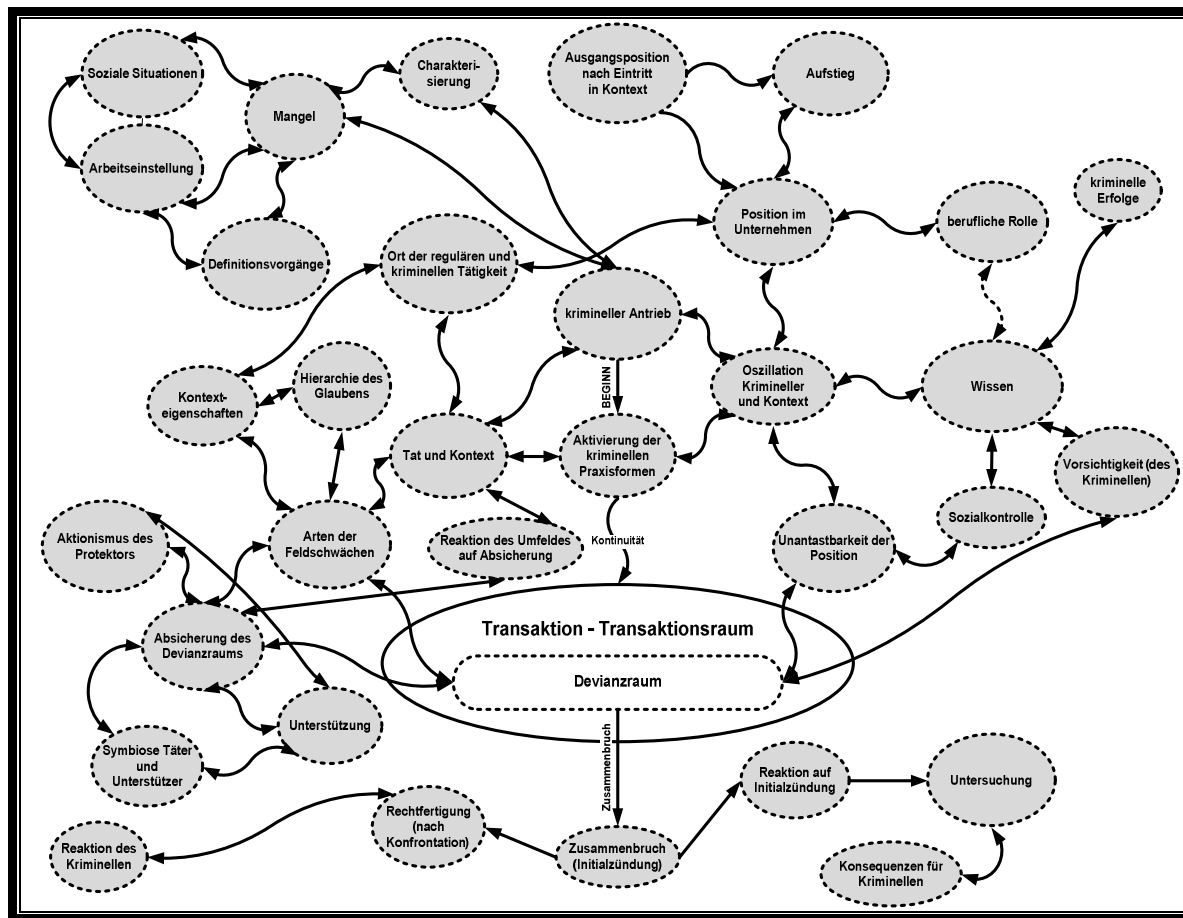 Soziale Situationen
Charakteri-
sierung
Ausgangsposition
nach Eintritt
in Kontext
Aufstieg
Mangel
Arbeitseinstellung
kriminelle
Erfolge
Position im
Unternehmen
berufliche Rolle
Definitionsvorgänge
Ort der regulären und
kriminellen Tätigkeit
krimineller Antrieb
Hierarchie des
Glaubens
Kontext-
eigenschaften
BEGINN
Oszillation
Krimineller
und Kontext
Wissen
Tat und Kontext
Aktivierung der
kriminellen
Praxisformen
Vorsichtigkeit (des
Kriminellen)
Aktionismus des
Protektors
Arten der
Feldschwächen
Reaktion des Umfeldes
auf Absicherung
Kontinuität
Unantastbarkeit der
Position
Sozialkontrolle
Absicherung des
Devianzraums
Transaktion - Transaktionsraum
Devianzraum
Unterstützung
Symbiose Täter
und
Unterstützer
Zusammenbruch
Reaktion auf
Initialzündung
Untersuchung
Rechtfertigung
(nach
Konfrontation)
Reaktion des
Kriminellen
Zusammenbruch
(Initialzündung)
Konsequenzen für
Kriminellen